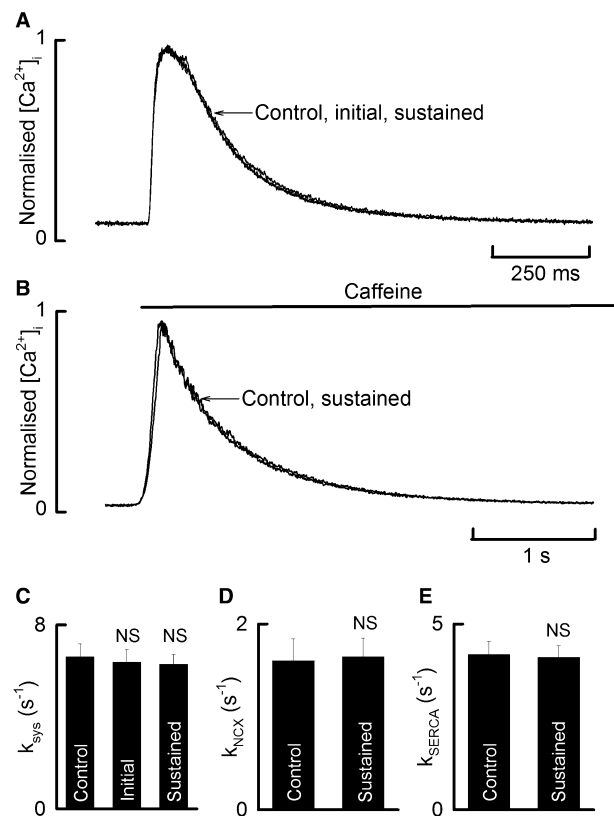 A
Normalised [Ca2+]i
1
0
Control, initial, sustained
250 ms
B
Caffeine
Normalised [Ca2+]i
1
0
Control, sustained
1 s
C
8
NS NS
ksys (s-1)
Control
Initial
Sustained
0
D
2
NS
kNCX (s-1)
Control
Sustained
0
E
5
NS
kSERCA (s-1)
Control
Sustained
0